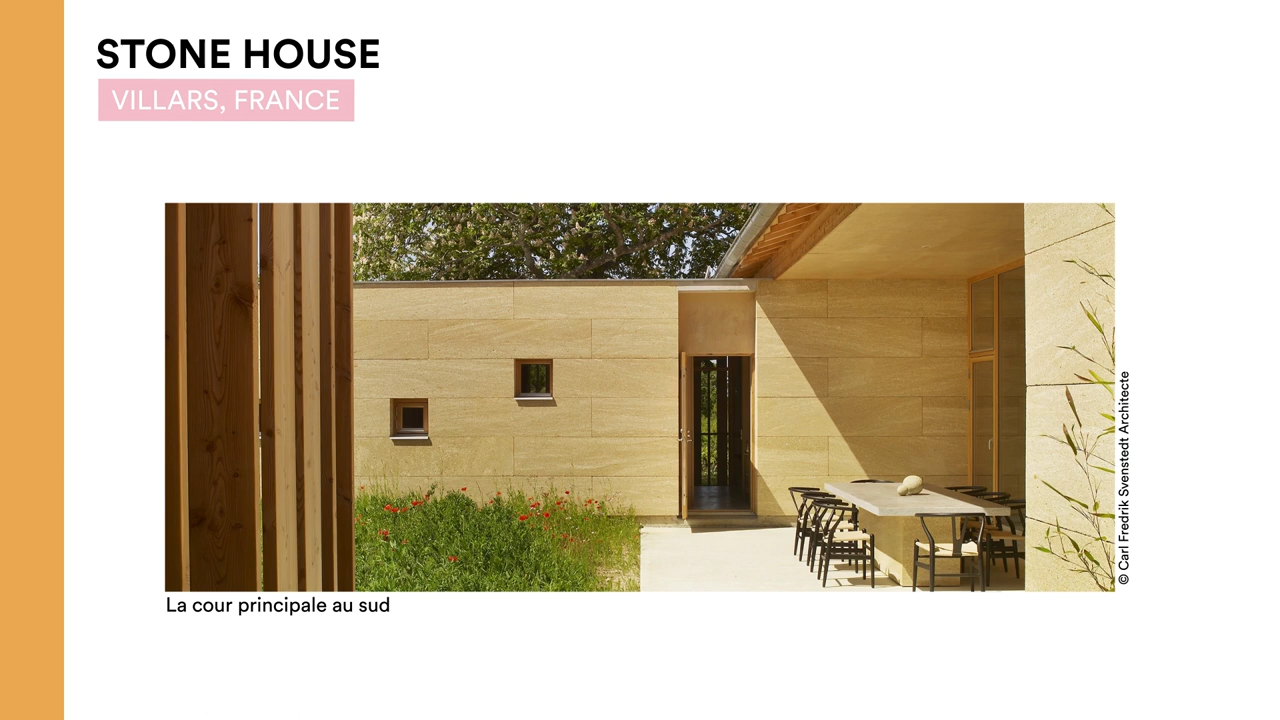 STONE HOUSE
VILLARS, FRANCE
© Carl Fredrik Svenstedt Architecte
La cour principale au sud